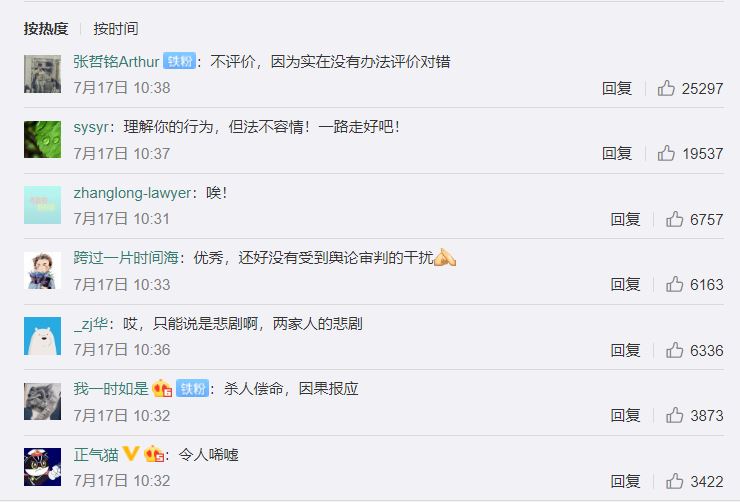 按热度 按时间
张哲铭Arthur 铁粉：不评价，因为实在没有办法评价对错
7月17日 10:38 回复 25297
sysyr：理解你的行为，但法不容情！一路走好吧！
7月17日 10:37 回复 19537
zhanglong-lawyer：唉！
7月17日 10:31 回复 6757
跨过一片时间海：优秀，还好没有受到舆论审判的干扰
7月17日 10:33 回复 6163
_zj华：哎，只能说是悲剧啊，两家人的悲剧
7月17日 10:36 回复 6336
我一时如是 铁粉：杀人偿命，因果报应
7月17日 10:32 回复 3873
正气猫：令人唏嘘
7月17日 10:32 回复 3422